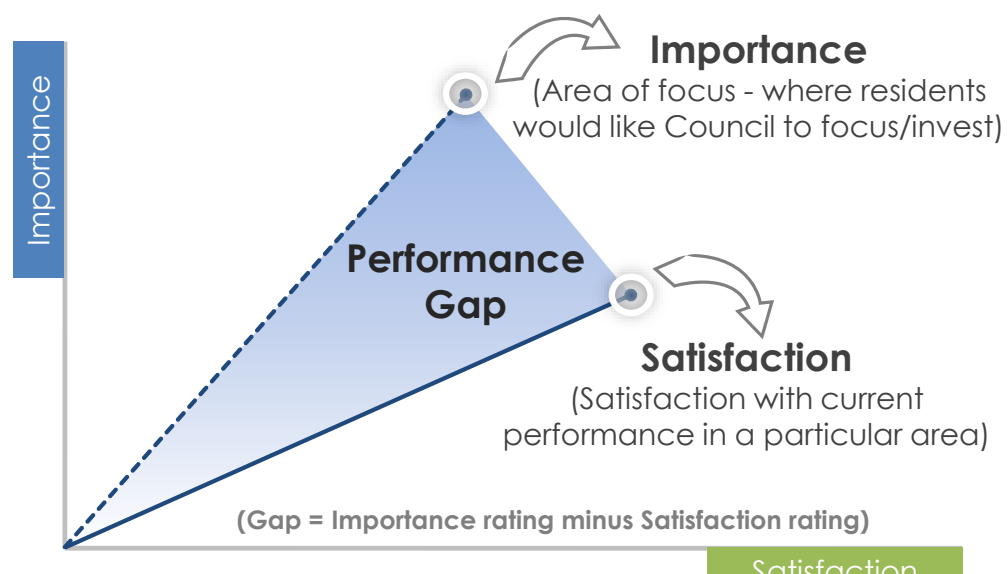 Importance
(Area of focus - where residents
would like Council to focus/invest)
Importance
Performance
Gap
Satisfaction
(Satisfaction with current
performance in a particular area)
(Gap = Importance rating minus Satisfaction rating)
Satisfaction